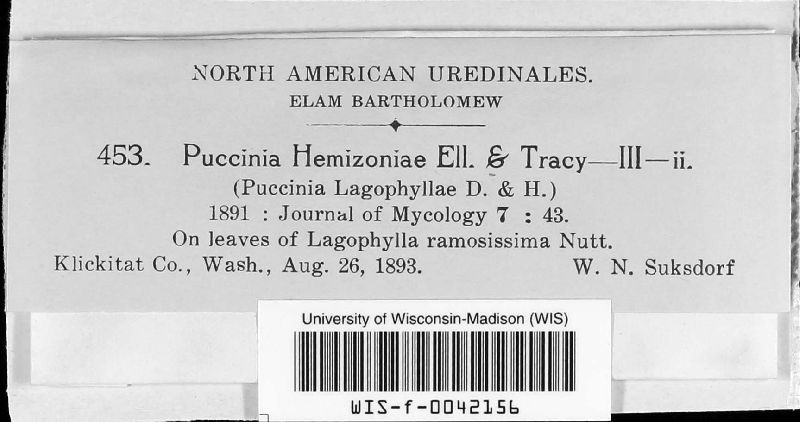 NORTH AMERICAN UREDINALES.
ELAM BARTHOLOMEW
453. Puccinia Hemizoniae Ell. & Tracy—III—ii.
(Puccinia Lagophyllae D. & H.)
1891 : Journal of Mycology 7 : 43.
On leaves of Lagophylla ramosissima Nutt.
Klickitat Co., Wash., Aug. 26, 1893. W. N. Suksdorf
University of Wisconsin-Madison (WIS)
WIS-f-0042156